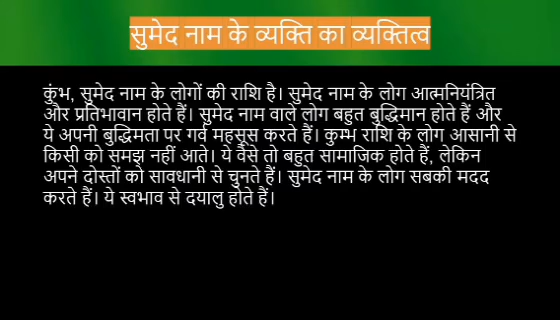 सुमेद नाम के व्यक्ति का व्यक्तित्व
कुंभ, सुमेद नाम के लोगों की राशि है। सुमेद नाम के लोग आत्मनियंत्रित
और प्रतिभावान होते हैं। सुमेद नाम वाले लोग बहुत बुद्धिमान होते हैं और
ये अपनी बुद्धिमता पर गर्व महसूस करते हैं। कुम्भ राशि के लोग आसानी से
किसी को समझ नहीं आते। ये वैसे तो बहुत सामाजिक होते हैं, लेकिन
अपने दोस्तों को सावधानी से चुनते हैं। सुमेद नाम के लोग सबकी मदद
करते हैं। ये स्वभाव से दयालु होते हैं।